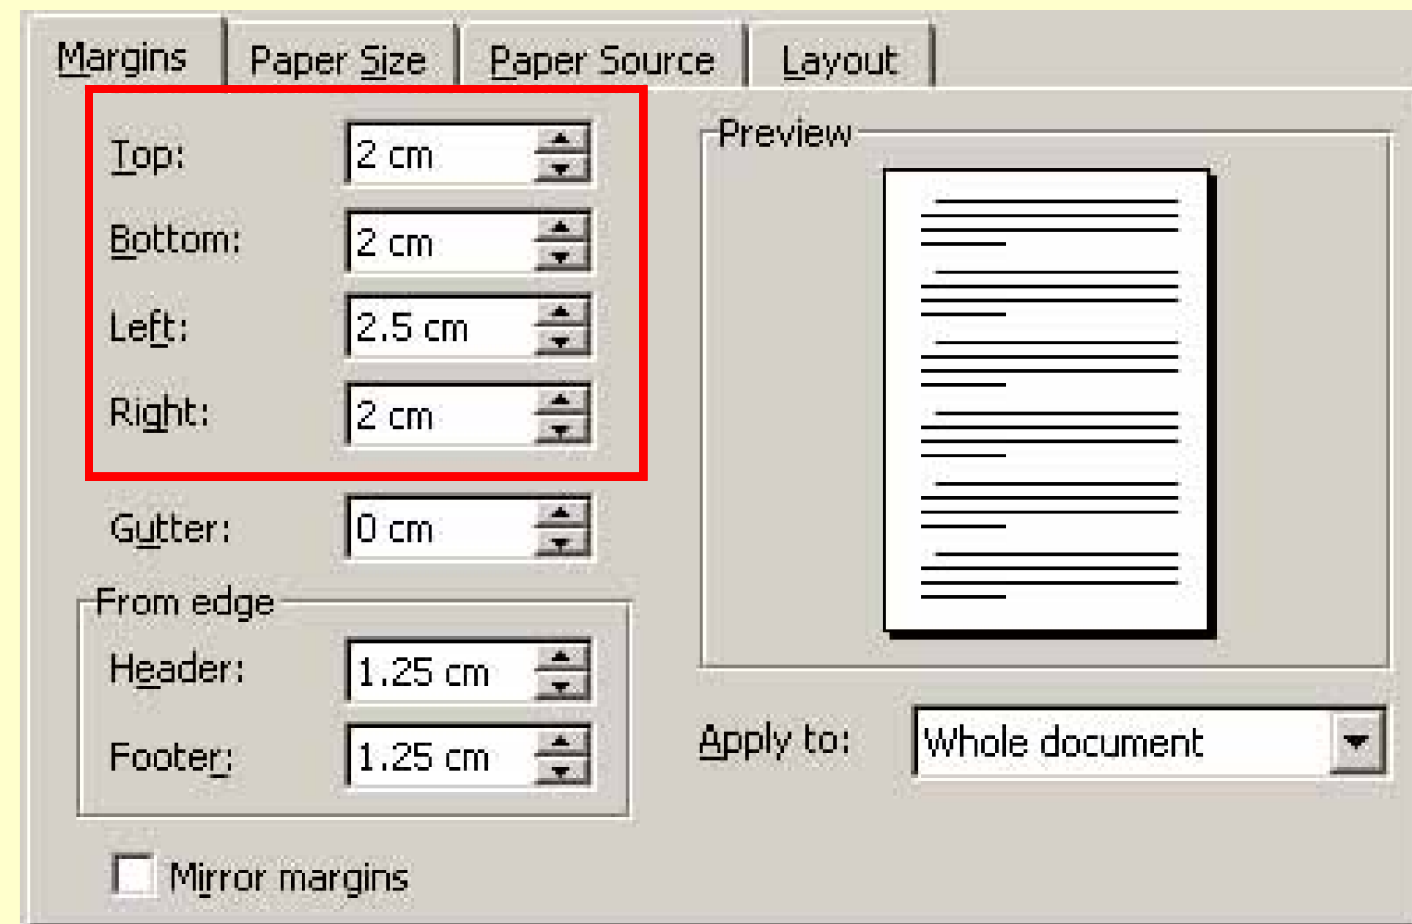 Margins Paper Size Paper Source Layout
Top: 2 cm
Bottom: 2 cm
Left: 2.5 cm
Right: 2 cm
Gutter: 0 cm
From edge
Header: 1.25 cm
Footer: 1.25 cm
Mirror margins
Preview
Apply to: Whole document